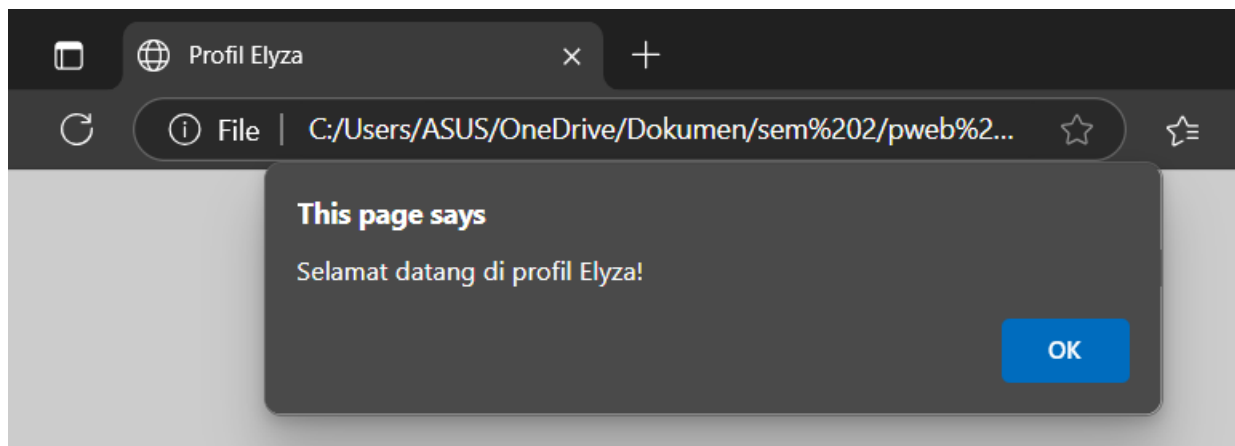 Profil Elyza
File | C:/Users/ASUS/OneDrive/Dokumen/sem%202/pweb%2...
This page says
Selamat datang di profil Elyza!
OK